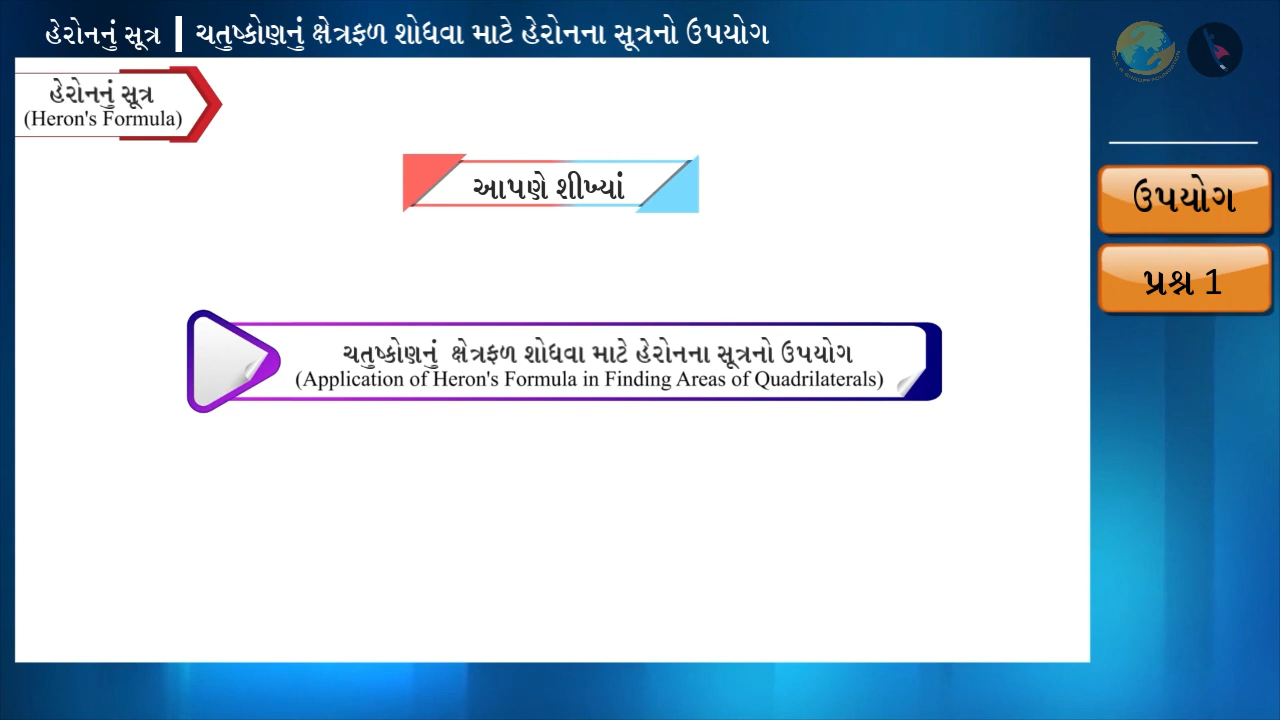 હેરોનનું સૂત્ર | ચતુષ્કોણનું ક્ષેત્રફળ શોધવા માટે હેરોનના સૂત્રનો ઉપયોગ
હેરોનનું સૂત્ર
(Heron's Formula)
આપણે શીખ્યાં
ચતુષ્કોણનું ક્ષેત્રફળ શોધવા માટે હેરોનના સૂત્રનો ઉપયોગ
(Application of Heron's Formula in Finding Areas of Quadrilaterals)
ઉપયોગ
પ્રશ્ન 1